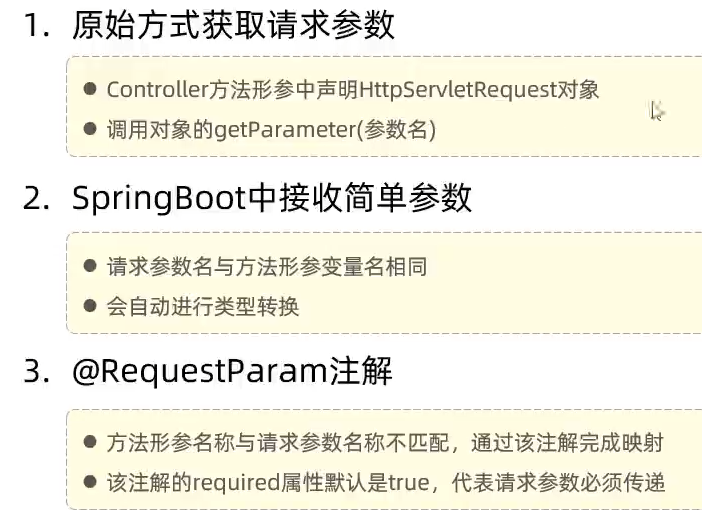 1. 原始方式获取请求参数
● Controller方法形参中声明HttpServletRequest对象
● 调用对象的getParameter(参数名)
2. SpringBoot中接收简单参数
● 请求参数名与方法形参变量名相同
● 会自动进行类型转换
3. @RequestParam注解
● 方法形参名称与请求参数名称不匹配，通过该注解完成映射
● 该注解的required属性默认是true，代表请求参数必须传递